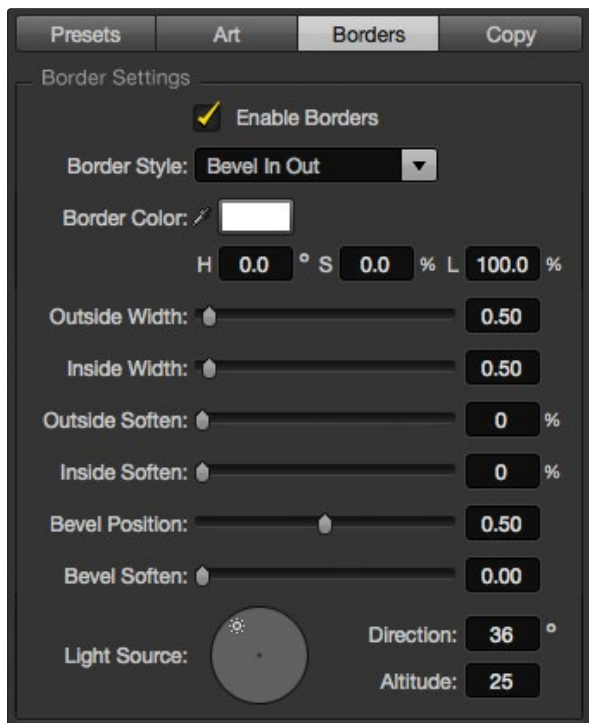 Presets Art Borders Copy
Border Settings
Enable Borders
Border Style: Bevel In Out
Border Color:
H 0.0 ° S 0.0 % L 100.0 %
Outside Width: 0.50
Inside Width: 0.50
Outside Soften: 0 %
Inside Soften: 0 %
Bevel Position: 0.50
Bevel Soften: 0.00
Light Source:
Direction: 36 °
Altitude: 25